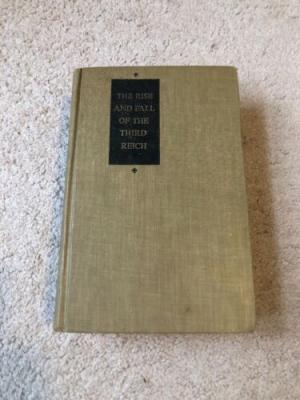 THE RISE
AND FALL
OF THE
THIRD
REICH